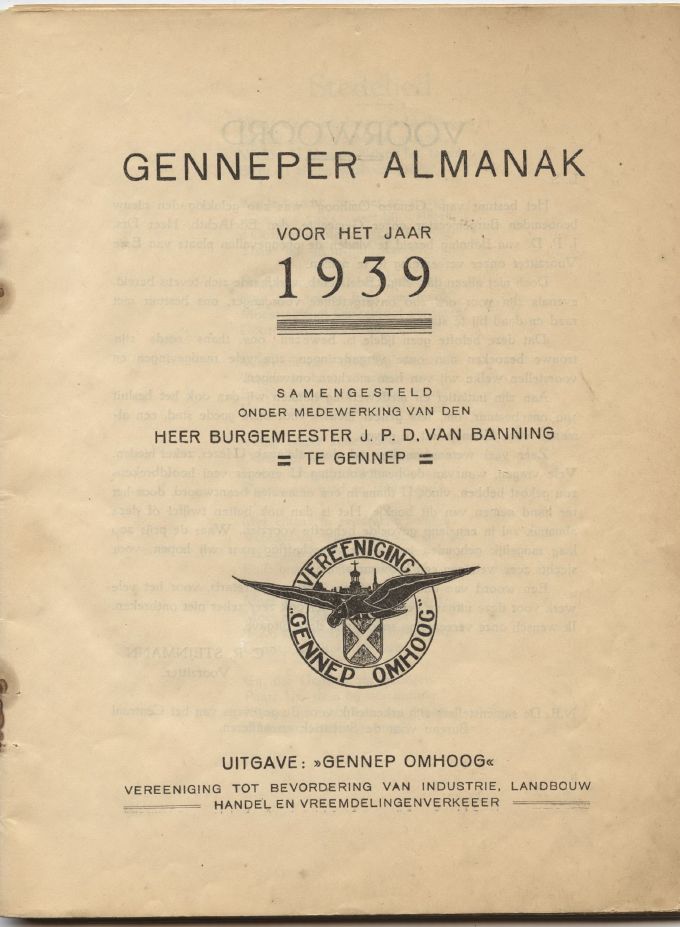 GENNEPER ALMANAK
VOOR HET JAAR
1939
SAMENGESTELD
ONDER MEDEWERKING VAN DEN
HEER BURGEMEESTER J. P. D. VAN BANNING
= TE GENNEP =
VEREENIGING
„GENNEP OMHOOG”
UITGAVE: »GENNEP OMHOOG«
VEREENIGING TOT BEVORDERING VAN INDUSTRIE, LANDBOUW
HANDEL EN VREEMDELINGENVERKEEER